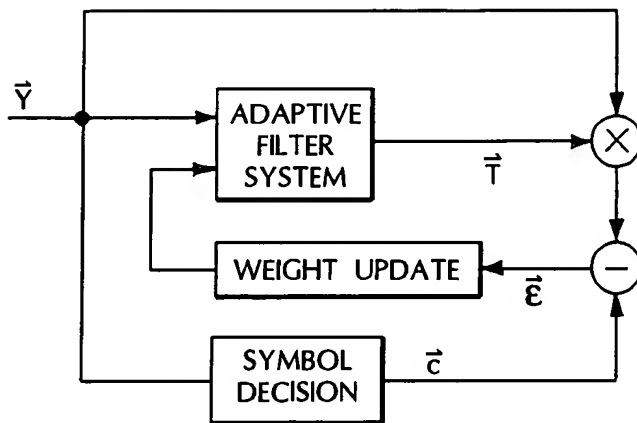 Y⃗
ADAPTIVE
FILTER
SYSTEM
T⃗
×
WEIGHT UPDATE
ε⃗
−
SYMBOL
DECISION
c⃗